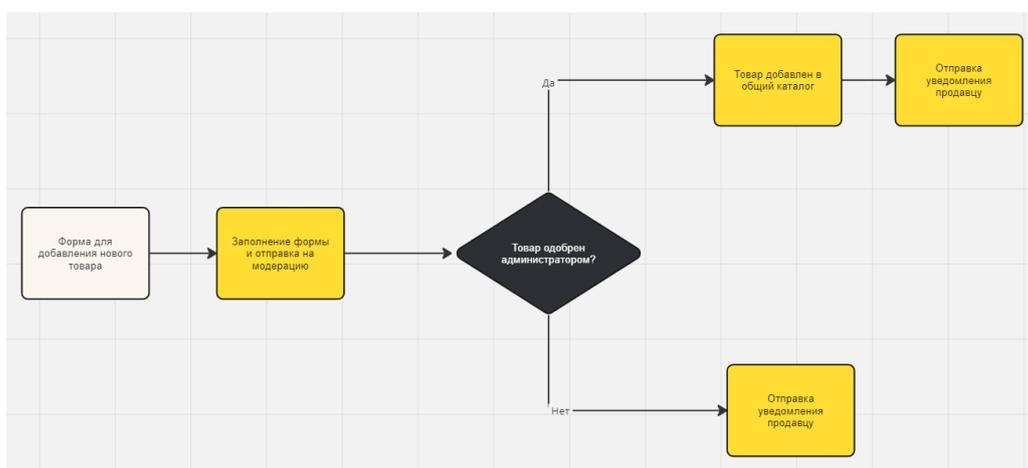 Да
Товар добавлен в
общий каталог
Отправка
уведомления
продавцу
Форма для
добавления нового
товара
Заполнение формы
и отправка на
модерацию
Товар одобрен
администратором?
Нет
Отправка
уведомления
продавцу